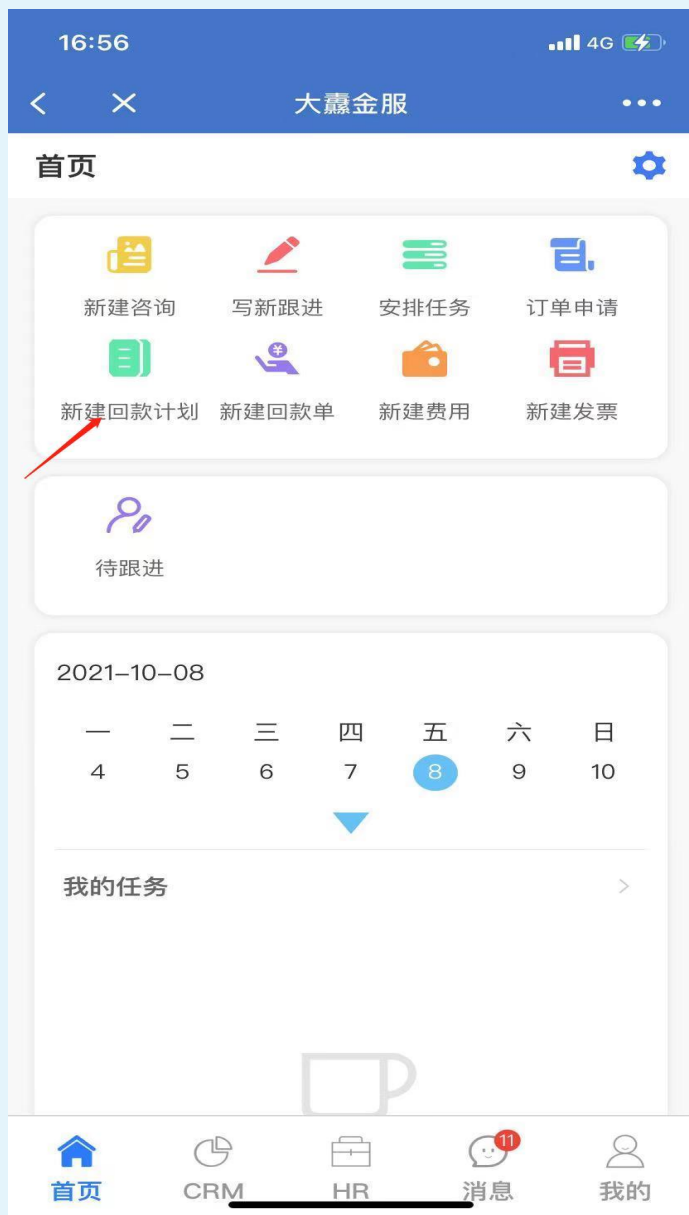 16:56 4G
大纛金服
首页
新建咨询 写新跟进 安排任务 订单申请
新建回款计划 新建回款单 新建费用 新建发票
待跟进
2021-10-08
一 二 三 四 五 六 日
4 5 6 7 8 9 10
我的任务
11
首页 CRM HR 消息 我的